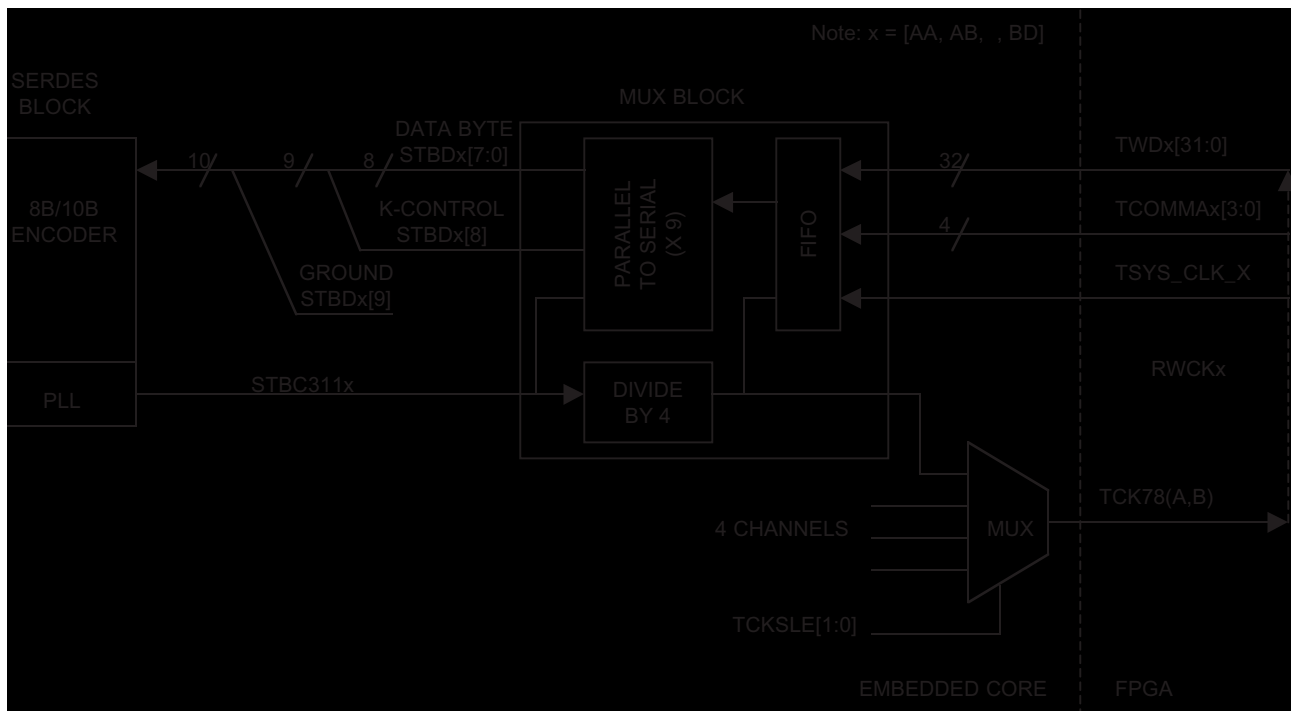 Note: x = [AA, AB, , BD]
SERDES
BLOCK
MUX BLOCK
DATA BYTE
STBDx[7:0]
10
9
8
32
TWDx[31:0]
8B/10B
ENCODER
K-CONTROL
STBDx[8]
PARALLEL
TO SERIAL
(X 9)
FIFO
4
TCOMMAx[3:0]
GROUND
STBDx[9]
TSYS_CLK_X
RWCKx
PLL
STBC311x
DIVIDE
BY 4
TCK78(A,B)
4 CHANNELS
MUX
TCKSLE[1:0]
EMBEDDED CORE
FPGA